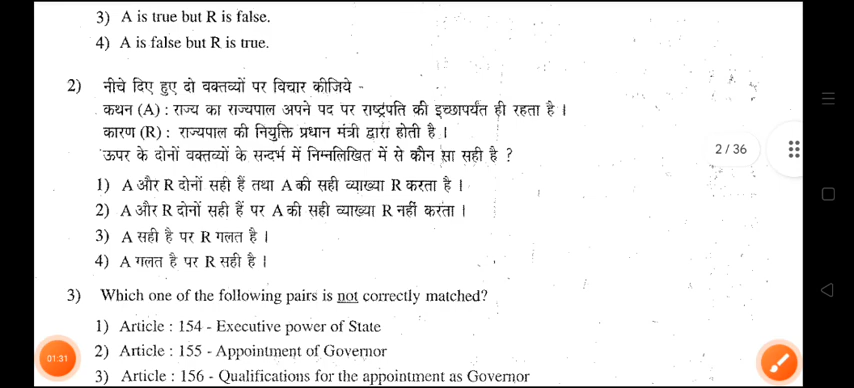 3) A is true but R is false.
4) A is false but R is true.
2) नीचे दिए हुए दो वक्तव्यों पर विचार कीजिये -
कथन (A) : राज्य का राज्यपाल अपने पद पर राष्ट्रपति की इच्छापर्यंत ही रहता है ।
कारण (R) : राज्यपाल की नियुक्ति प्रधान मंत्री द्वारा होती है ।
ऊपर के दोनों वक्तव्यों के सन्दर्भ में निम्नलिखित में से कौन सा सही है ?
2 / 36
1) A और R दोनों सही हैं तथा A की सही व्याख्या R करता है ।
2) A और R दोनों सही हैं पर A की सही व्याख्या R नहीं करता ।
3) A सही है पर R गलत है ।
4) A गलत है पर R सही है ।
3) Which one of the following pairs is not correctly matched?
1) Article : 154 - Executive power of State
2) Article : 155 - Appointment of Governor
01:31
3) Article : 156 - Qualifications for the appointment as Governor